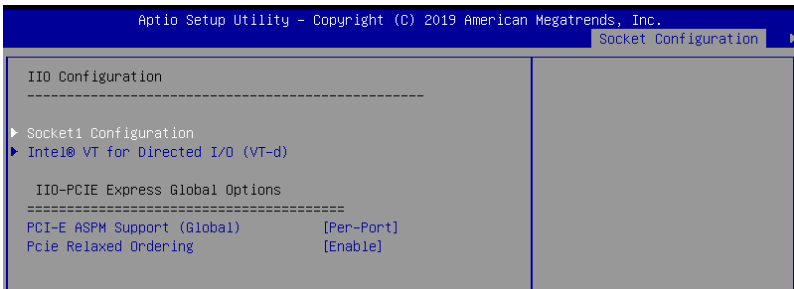 Aptio Setup Utility – Copyright (C) 2019 American Megatrends, Inc.
Socket Configuration
IIO Configuration
--------------------------------------------------
Socket1 Configuration
Intel® VT for Directed I/O (VT-d)
IIO-PCIE Express Global Options
========================================
PCI-E ASPM Support (Global) [Per-Port]
Pcie Relaxed Ordering [Enable]